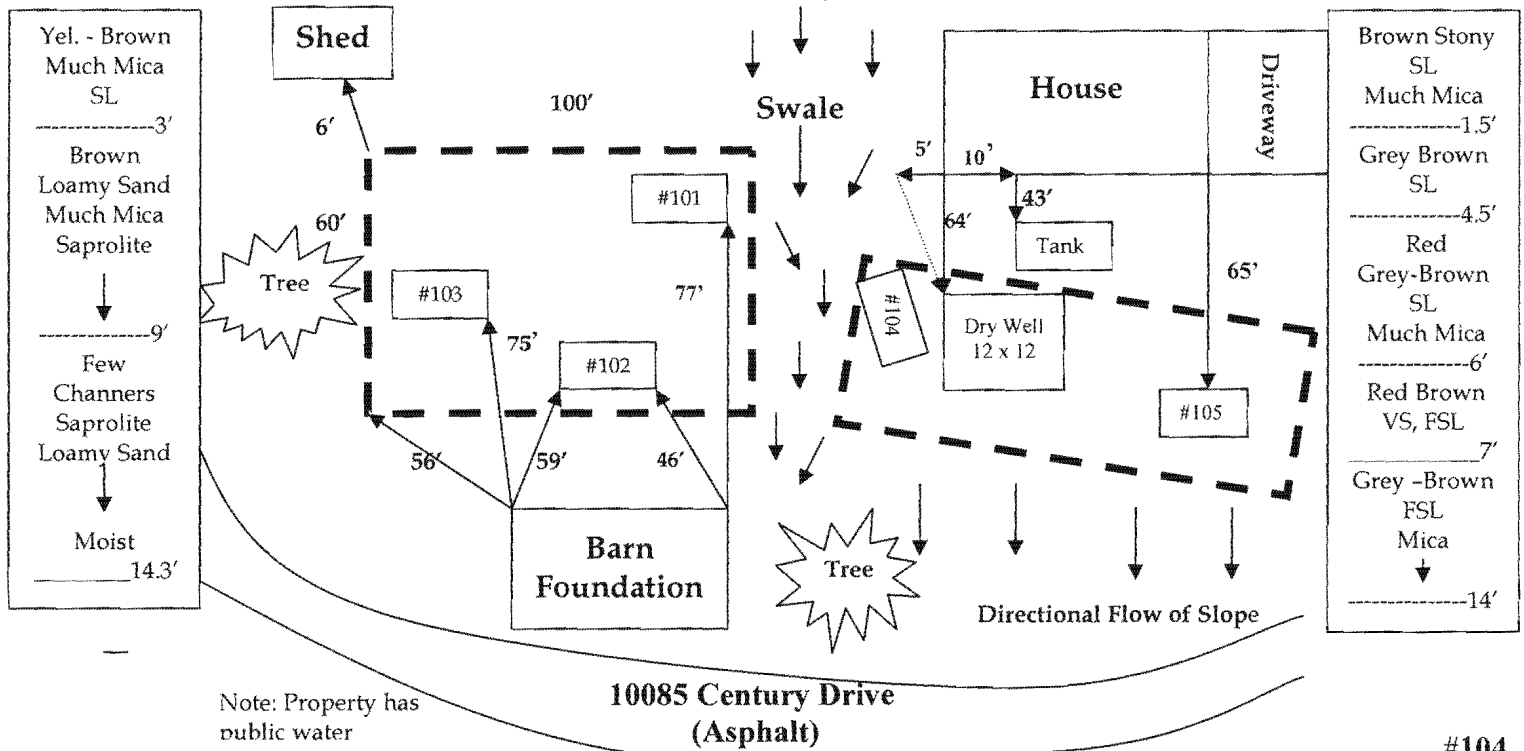 Yel. - Brown
Much Mica
SL
---------------3'
Brown
Loamy Sand
Much Mica
Saprolite
--------------9'
Few
Channers
Saprolite
Loamy Sand
Moist
________14.3'
Shed
6'
100'
60'
Tree
#101
#103
#102
77'
75'
56'
59'
46'
Barn
Foundation
Swale
House
Driveway
5'
10'
43'
64'
Tank
65'
#104
Dry Well
12 x 12
#105
Tree
Directional Flow of Slope
Brown Stony
SL
Much Mica
--------------1.5'
Grey Brown
SL
--------------4.5'
Red
Grey-Brown
SL
Much Mica
--------------6'
Red Brown
VS, FSL
____________7'
Grey –Brown
FSL
Mica
---------------14'
Note: Property has
public water
10085 Century Drive
(Asphalt)
#104